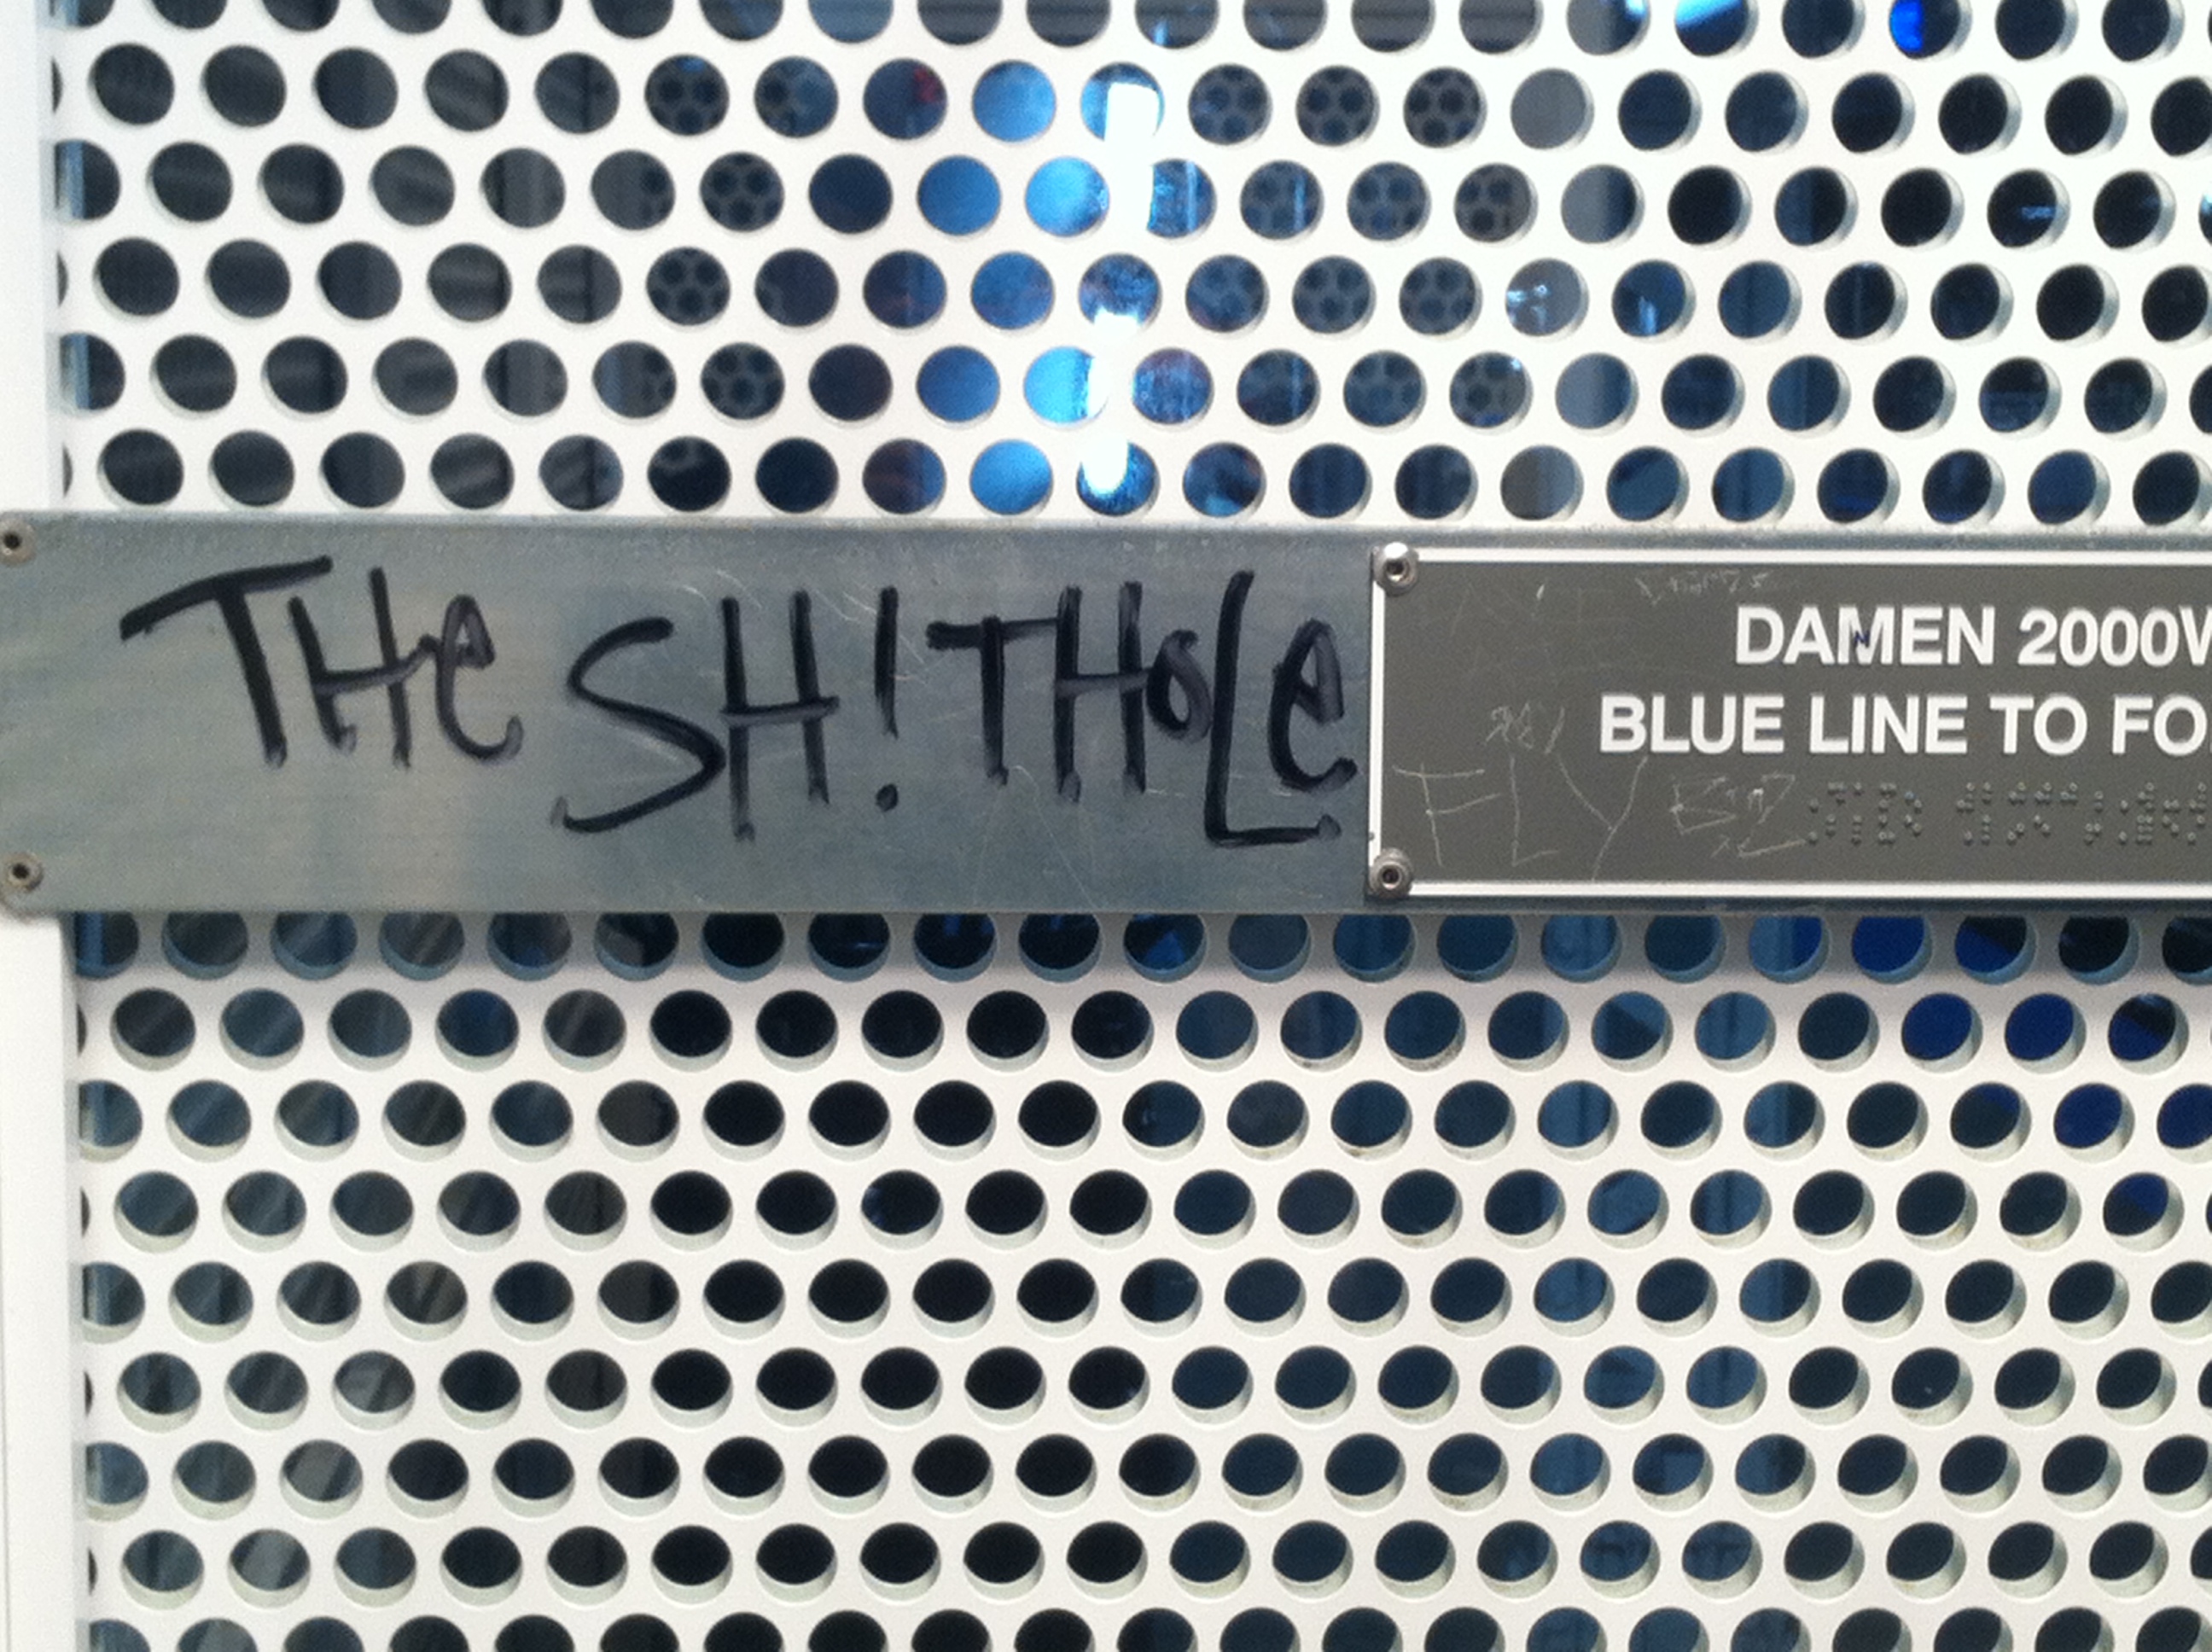 THe SH!THoLe
DAMEN 2000W
BLUE LINE TO FO
FLY